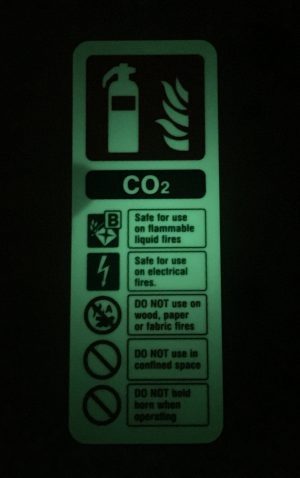 CO2
B
Safe for use
on flammable
liquid fires
Safe for use
on electrical
fires.
A
DO NOT use on
wood, paper
or fabric fires
DO NOT use in
confined space
DO NOT hold
horn when
operating